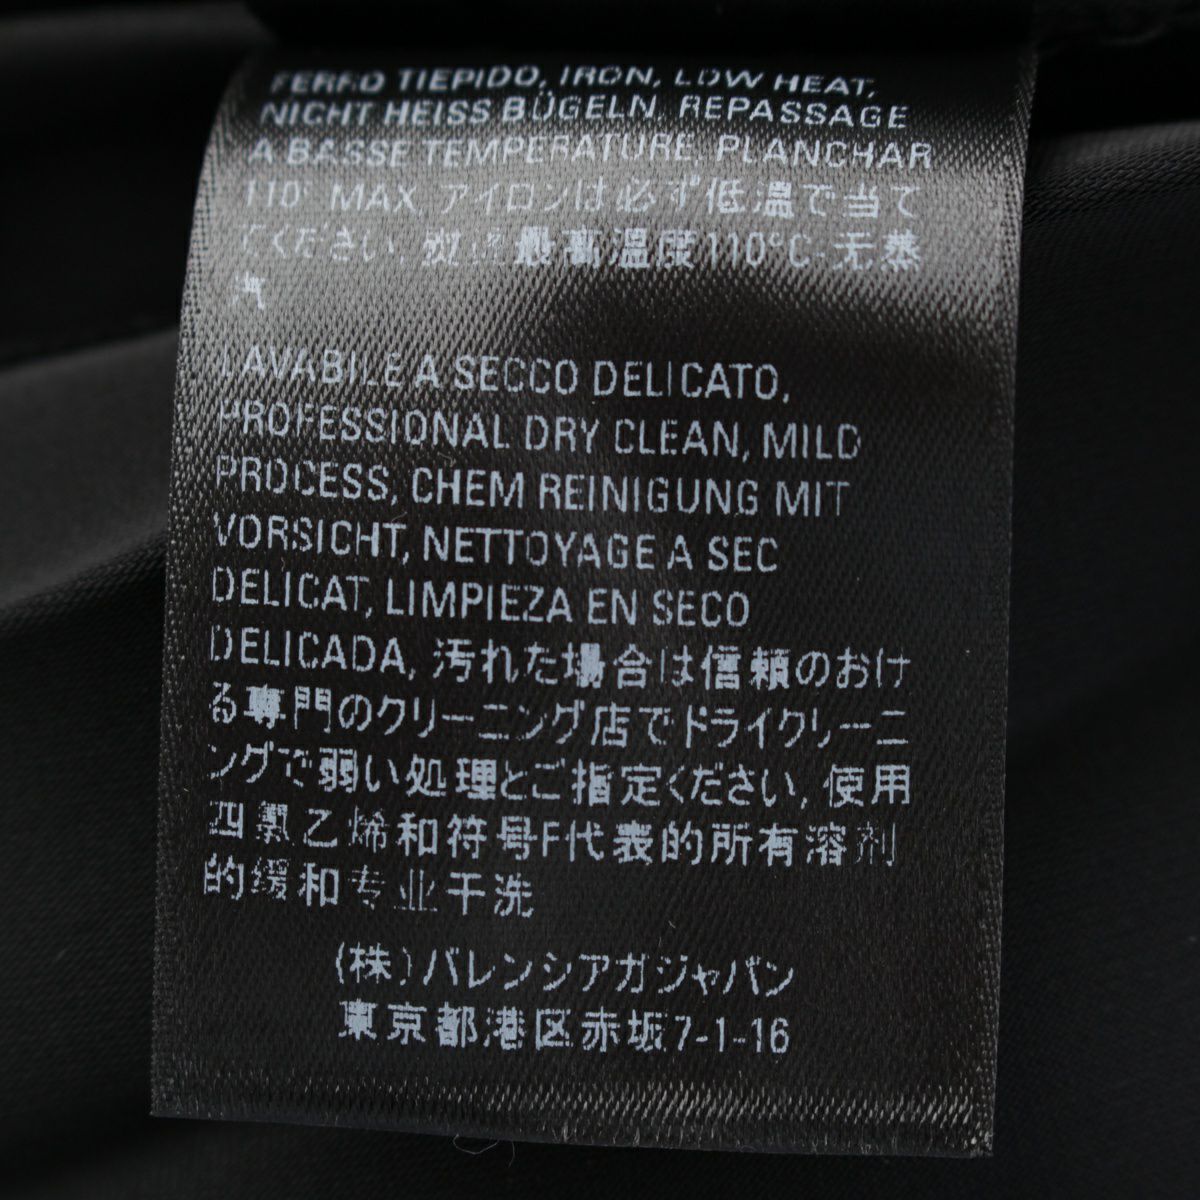 FERRO TIEPIDO, IRON, LOW HEAT,
NICHT HEISS BÜGELN, REPASSAGE
A BASSE TEMPERATURE, PLANCHAR
110° MAX, アイロンは必ず低温で当て
てください, 熨烫最高温度110°C-无蒸
汽
LAVABILE A SECCO DELICATO,
PROFESSIONAL DRY CLEAN, MILD
PROCESS, CHEM REINIGUNG MIT
VORSICHT, NETTOYAGE A SEC
DELICAT, LIMPIEZA EN SECO
DELICADA, 汚れた場合は信頼のおけ
る専門のクリーニング店でドライクリーニ
ングで弱い処理とご指定ください, 使用
四氯乙烯和符号F代表的所有溶剂
的缓和专业干洗
(株)バレンシアガジャパン
東京都港区赤坂7-1-16